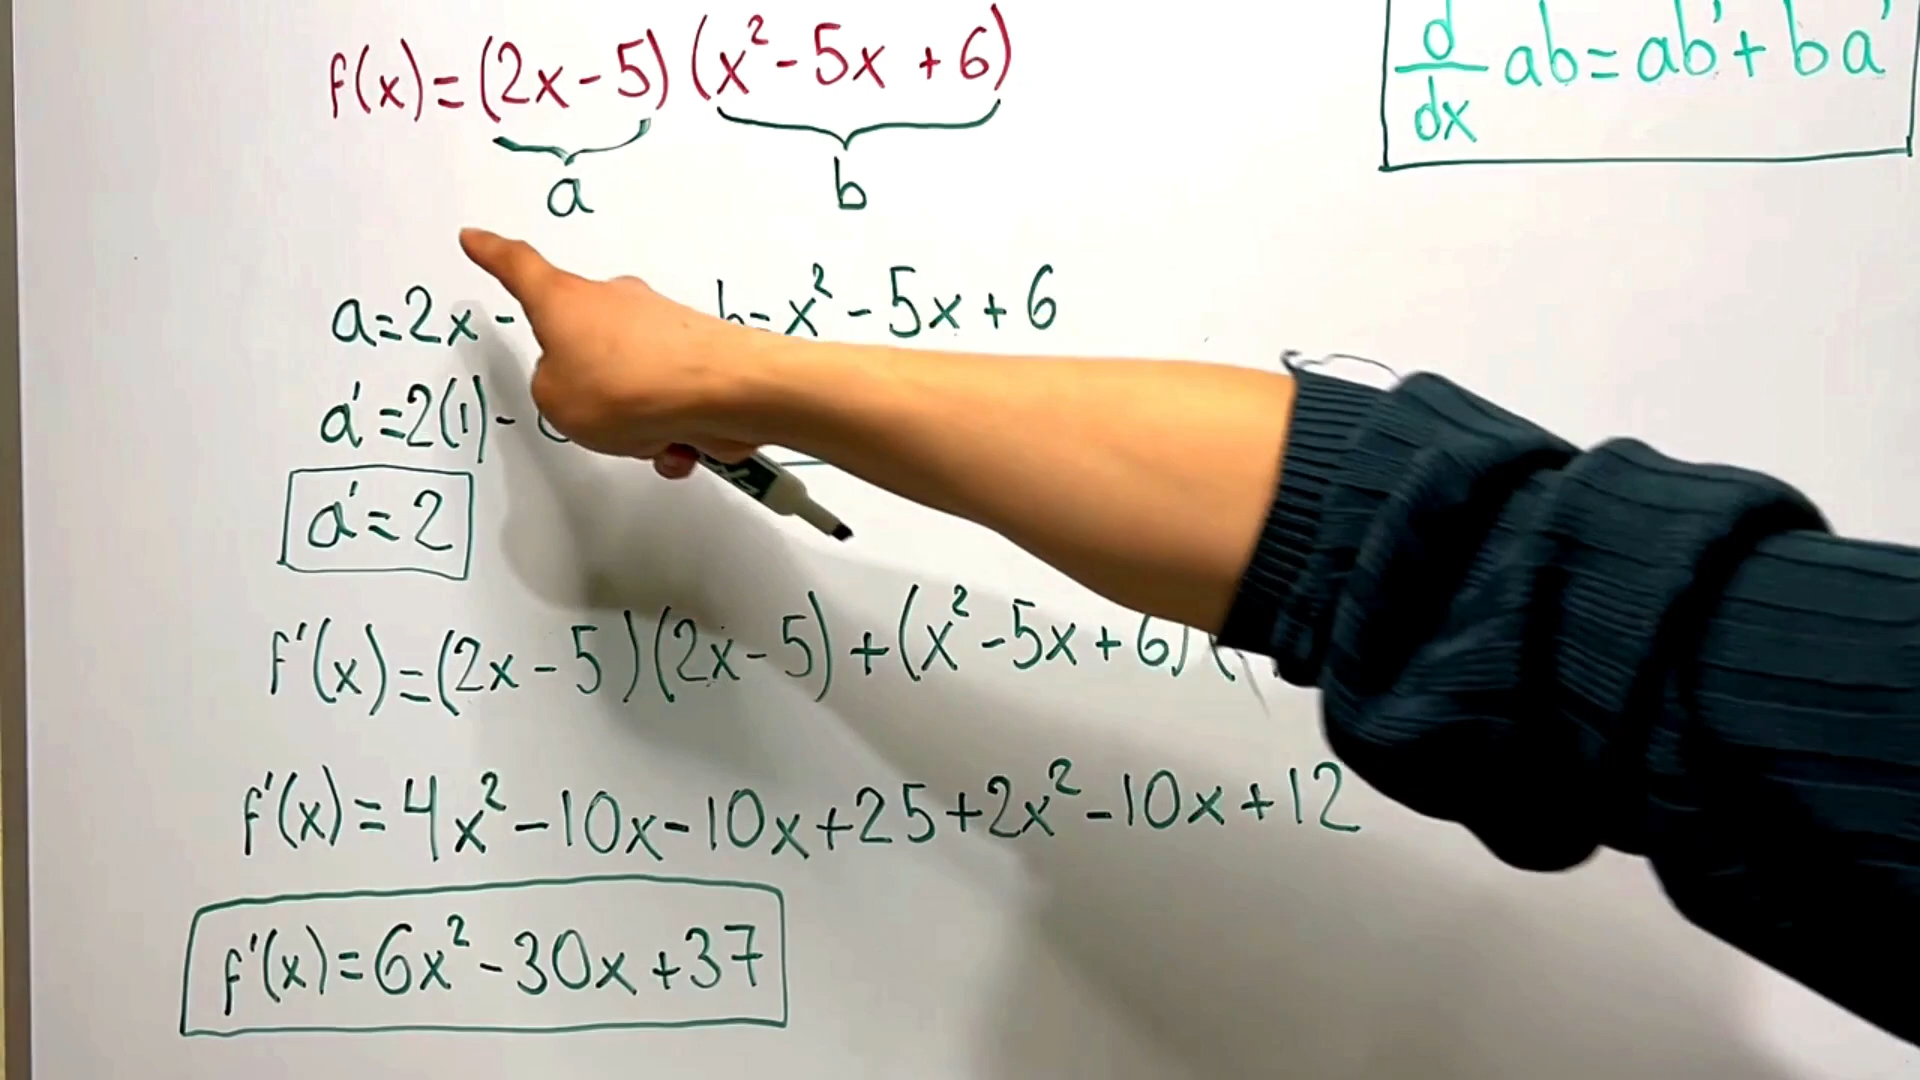 f(x)=(2x-5)(x²-5x+6)
a b
d/dx ab=ab'+ba'
a=2x- b=x²-5x+6
a'=2(1)-
a'=2
f'(x)=(2x-5)(2x-5)+(x²-5x+6)(
f'(x)=4x²-10x-10x+25+2x²-10x+12
f'(x)=6x²-30x+37